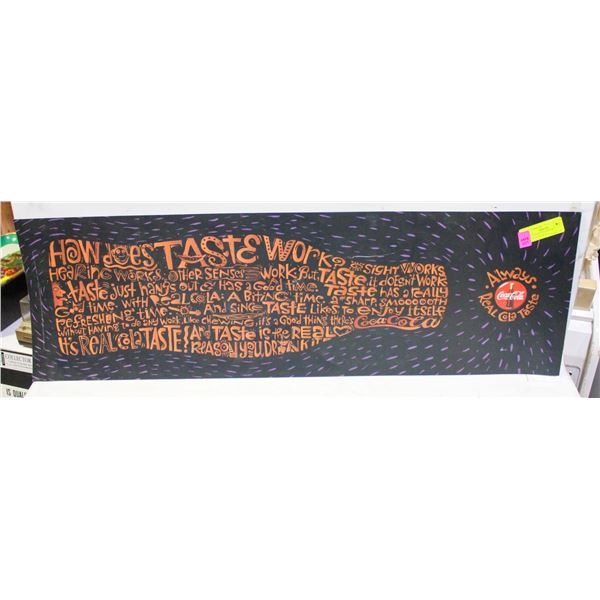 How does TASTE work?
Hearing works, other senses work. But TASTE it doesn't work
SIGHT WORKS
TASTE just hangs out & has a good time.
TASTE has a really
good time. With real cola. A Biting time,
a sharp, smooooooth
refreshing time. And since TASTE Likes to enjoy itself
without having to do any work, Like chewing, it's a good thing there's
Coca-Cola
It's Real cola TASTE and TASTE is the Real
reason you drink it.
Always
Coca-Cola
Real Cola Taste
COLLECTOR